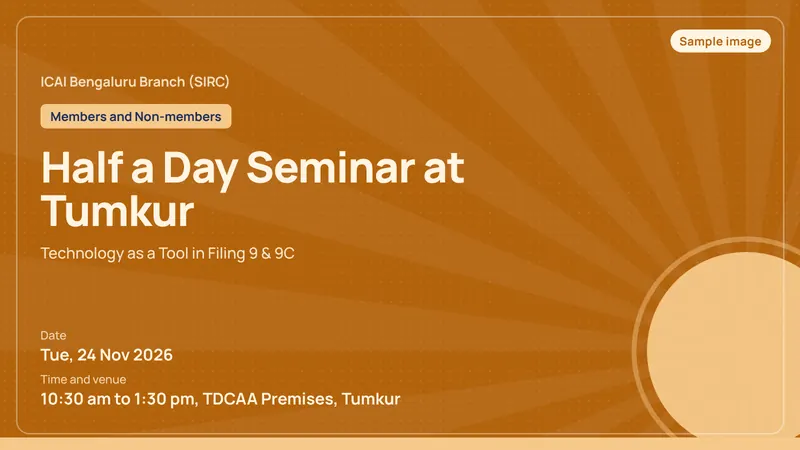 Sample image
ICAI Bengaluru Branch (SIRC)
Members and Non-members
Half a Day Seminar at
Tumkur
Technology as a Tool in Filing 9 & 9C
Date
Tue, 24 Nov 2026
Time and venue
10:30 am to 1:30 pm, TDCAA Premises, Tumkur